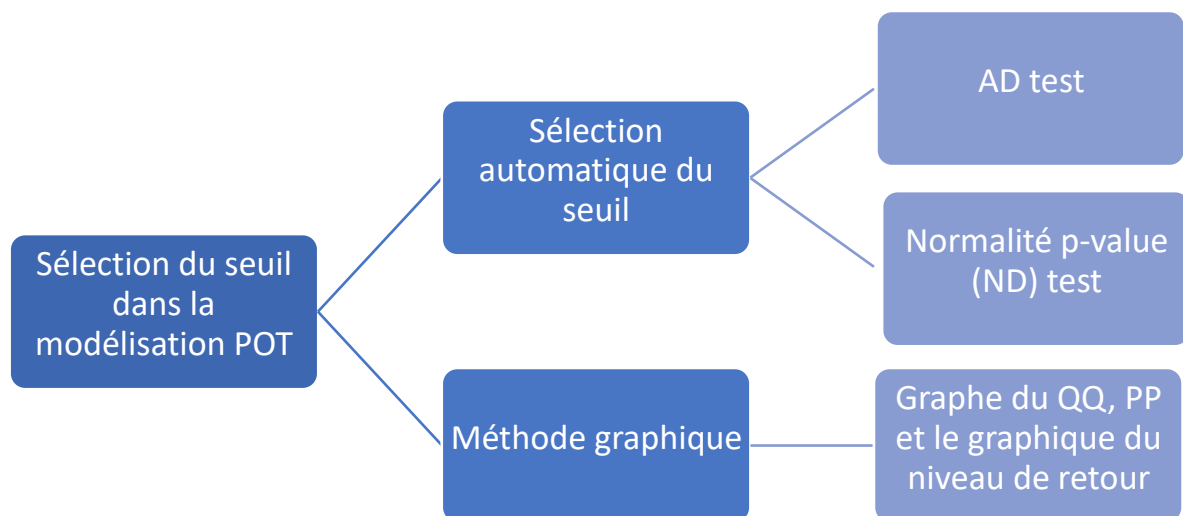 Sélection du seuil
dans la
modélisation POT
Sélection
automatique du
seuil
AD test
Normalité p-value
(ND) test
Méthode graphique
Graphe du QQ, PP
et le graphique du
niveau de retour